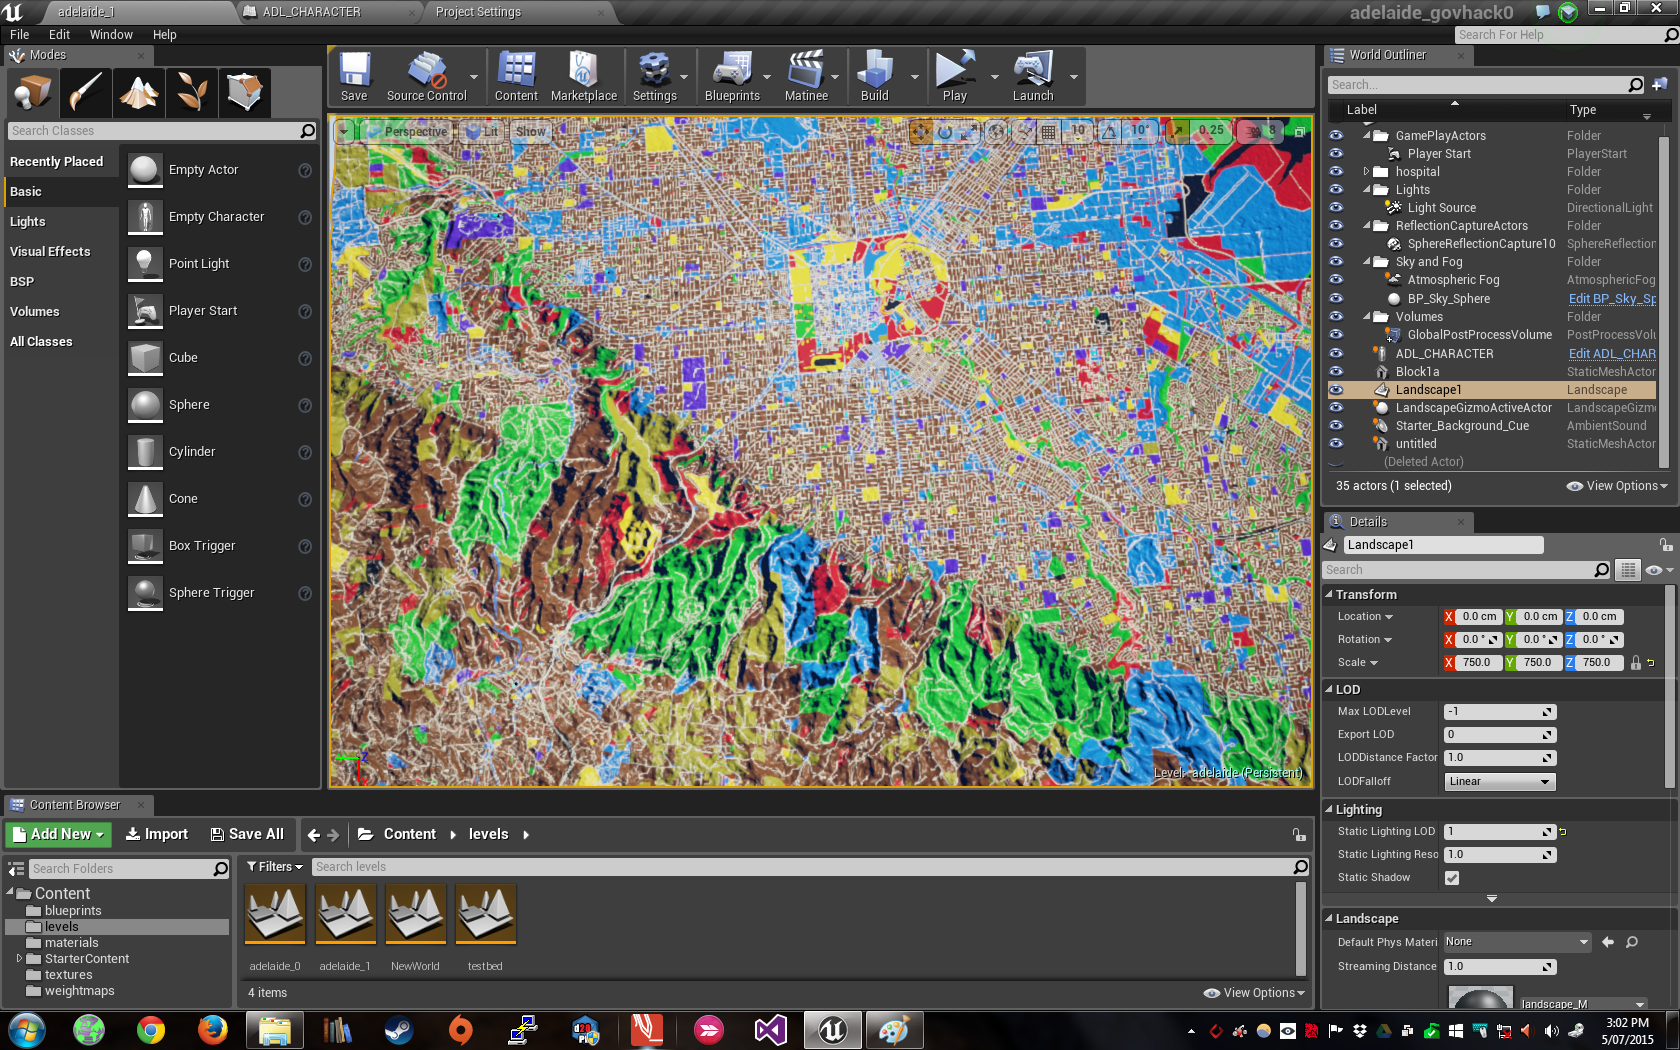 adelaide_1
ADL_CHARACTER
Project Settings
adelaide_govhack0
File Edit Window Help
Search For Help
Modes
Search Classes
Recently Placed
Basic
Lights
Visual Effects
BSP
Volumes
All Classes
Empty Actor
Empty Character
Point Light
Player Start
Cube
Sphere
Cylinder
Cone
Box Trigger
Sphere Trigger
Save
Source Control
Content
Marketplace
Settings
Blueprints
Matinee
Build
Play
Launch
Perspective Lit Show
10 10° 0.25 8
Level: adelaide (Persistent)
World Outliner
Search...
Label Type
GamePlayActors Folder
Player Start PlayerStart
hospital Folder
Lights Folder
Light Source DirectionalLight
ReflectionCaptureActors Folder
SphereReflectionCapture10 SphereReflection
Sky and Fog Folder
Atmospheric Fog AtmosphericFog
BP_Sky_Sphere Edit BP_Sky_Sp
Volumes Folder
GlobalPostProcessVolume PostProcessVolu
ADL_CHARACTER Edit ADL_CHAR
Block1a StaticMeshActor
Landscape1 Landscape
LandscapeGizmoActiveActor LandscapeGizmo
Starter_Background_Cue AmbientSound
untitled StaticMeshActor
(Deleted Actor)
35 actors (1 selected) View Options
Details
Landscape1
Search
Transform
Location X 0.0 cm Y 0.0 cm Z 0.0 cm
Rotation X 0.0 ° Y 0.0 ° Z 0.0 °
Scale X 750.0 Y 750.0 Z 750.0
LOD
Max LODLevel -1
Export LOD 0
LODDistance Factor 1.0
LODFalloff Linear
Lighting
Static Lighting LOD 1
Static Lighting Reso 1.0
Static Shadow
Landscape
Default Phys Materi None
Streaming Distance 1.0
landscape_M
Content Browser
Add New Import Save All Content levels
Search Folders
Content
blueprints
levels
materials
StarterContent
textures
weightmaps
Filters Search levels
adelaide_0 adelaide_1 NewWorld testbed
4 items View Options
3:02 PM
5/07/2015